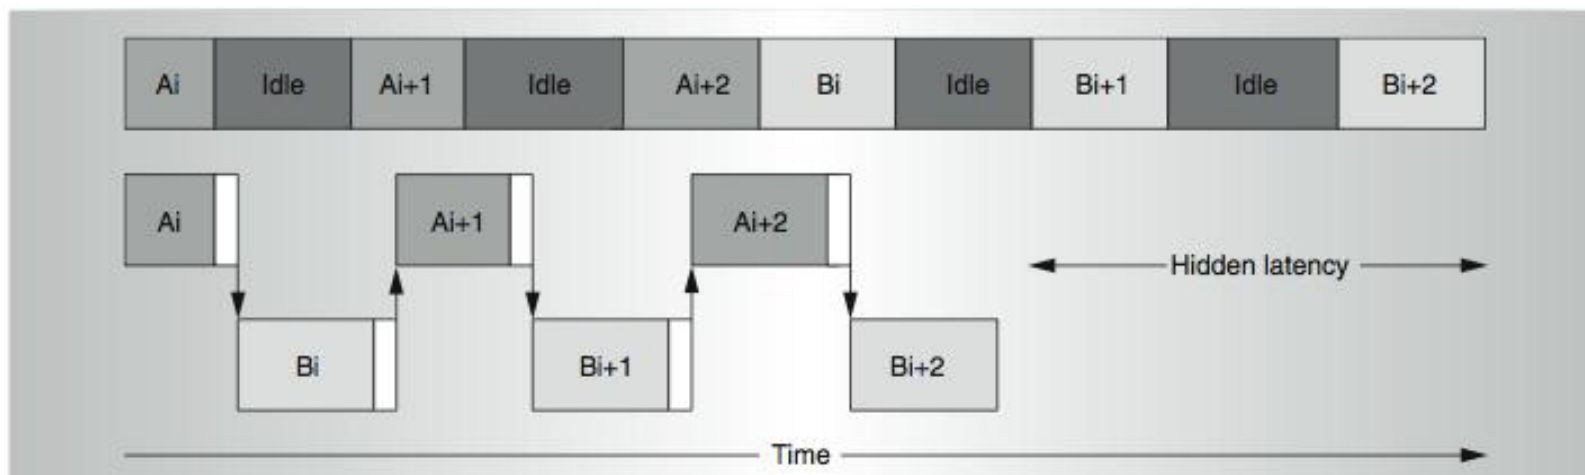 Ai Idle Ai+1 Idle Ai+2 Bi Idle Bi+1 Idle Bi+2
Ai Ai+1 Ai+2
Hidden latency
Bi Bi+1 Bi+2
Time